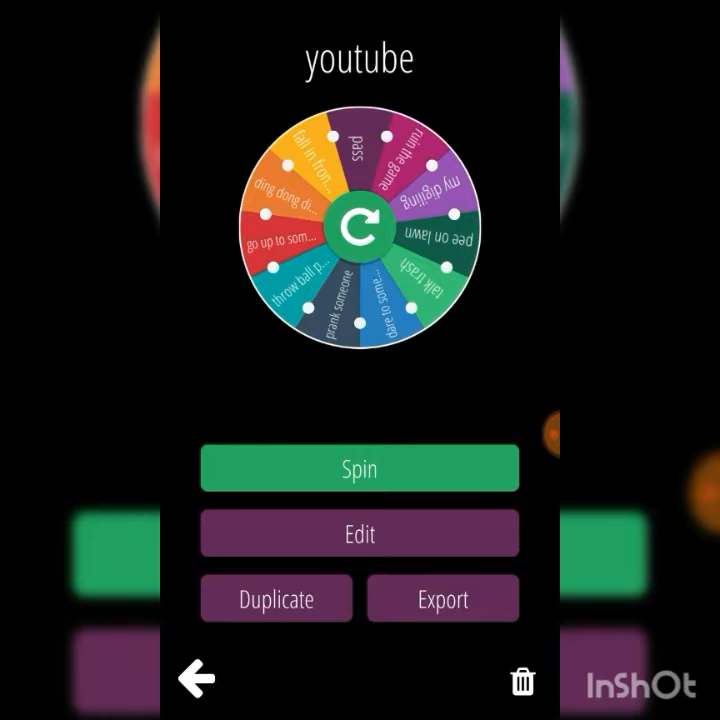 youtube
pass
ruin the game
my digiling
pee on lawn
talk trash
dare to some...
prank someone
throw ball p...
go up to som...
ding dong di...
fall in fron...
Spin
Edit
Duplicate
Export
InShOt